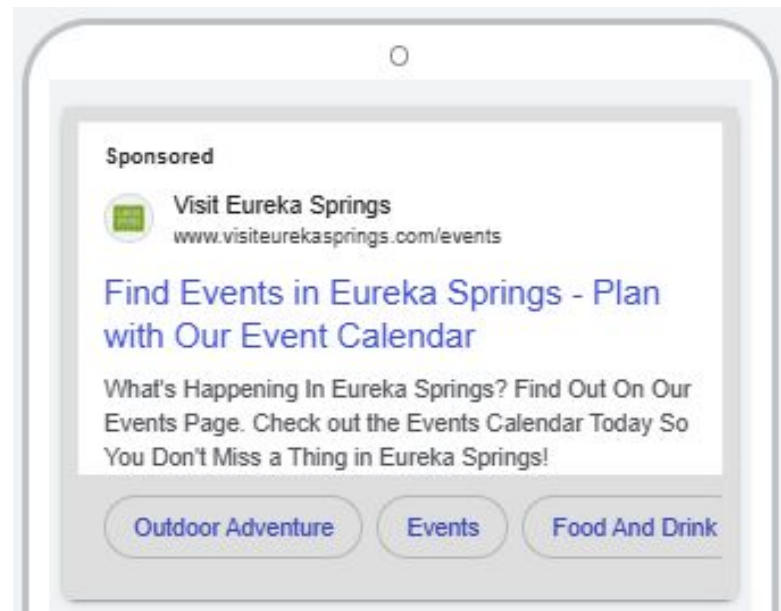 Sponsored
Visit Eureka Springs
www.visiteurekasprings.com/events
Find Events in Eureka Springs - Plan
with Our Event Calendar
What's Happening In Eureka Springs? Find Out On Our
Events Page. Check out the Events Calendar Today So
You Don't Miss a Thing in Eureka Springs!
Outdoor Adventure Events Food And Drink